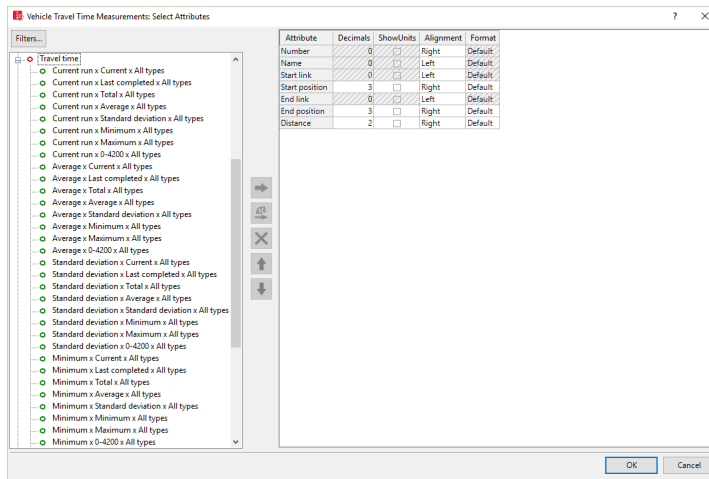 Vehicle Travel Time Measurements: Select Attributes ? X
Filters...
Travel time
Current run x Current x All types
Current run x Last completed x All types
Current run x Total x All types
Current run x Average x All types
Current run x Standard deviation x All types
Current run x Minimum x All types
Current run x Maximum x All types
Current run x 0-4200 x All types
Average x Current x All types
Average x Last completed x All types
Average x Total x All types
Average x Average x All types
Average x Standard deviation x All types
Average x Minimum x All types
Average x Maximum x All types
Average x 0-4200 x All types
Standard deviation x Current x All types
Standard deviation x Last completed x All types
Standard deviation x Total x All types
Standard deviation x Average x All types
Standard deviation x Standard deviation x All types
Standard deviation x Minimum x All types
Standard deviation x Maximum x All types
Standard deviation x 0-4200 x All types
Minimum x Current x All types
Minimum x Last completed x All types
Minimum x Total x All types
Minimum x Average x All types
Minimum x Standard deviation x All types
Minimum x Minimum x All types
Minimum x Maximum x All types
Minimum x 0-4200 x All types
Attribute Decimals ShowUnits Alignment Format
Number 0 Right Default
Name 0 Left Default
Start link 0 Left Default
Start position 3 Right Default
End link 0 Left Default
End position 3 Right Default
Distance 2 Right Default
OK Cancel